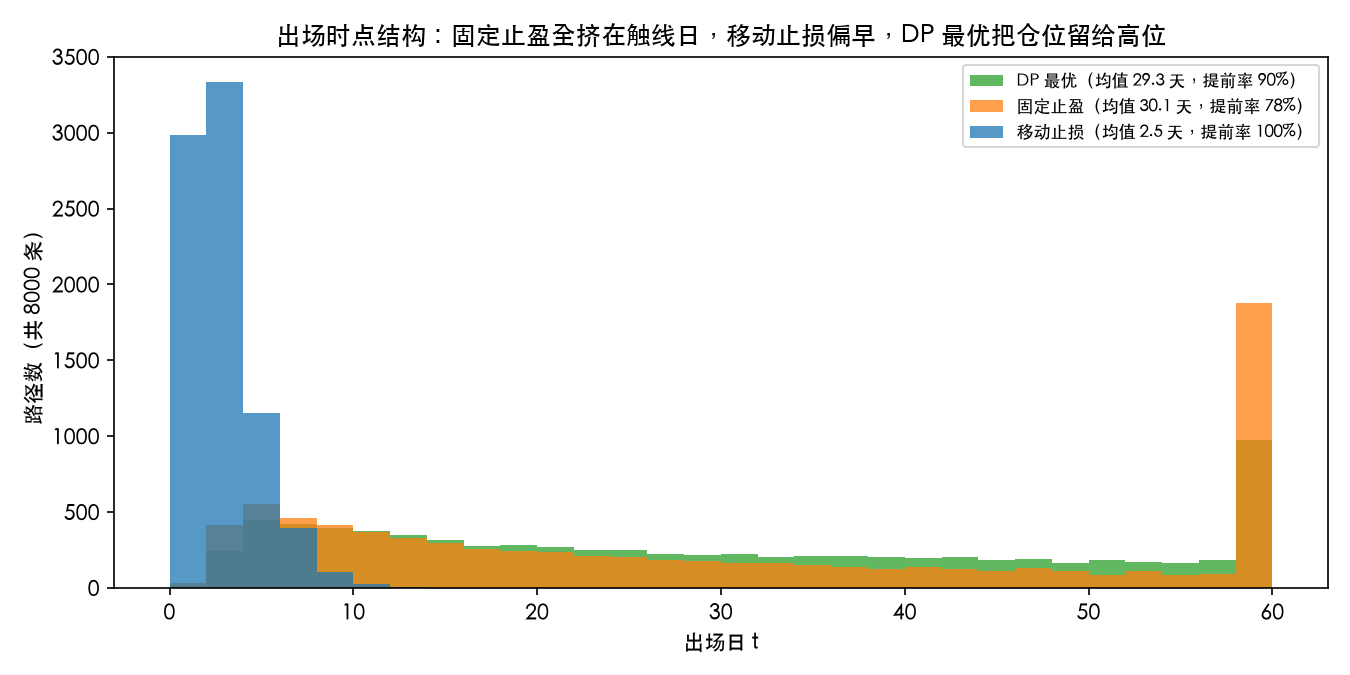 出场时点结构：固定止盈全挤在触线日，移动止损偏早，DP 最优把仓位留给高位
DP 最优（均值 29.3 天，提前率 90%）
固定止盈（均值 30.1 天，提前率 78%）
移动止损（均值 2.5 天，提前率 100%）
路径数（共 8000 条）
3500
3000
2500
2000
1500
1000
500
0
0 10 20 30 40 50 60
出场日 t